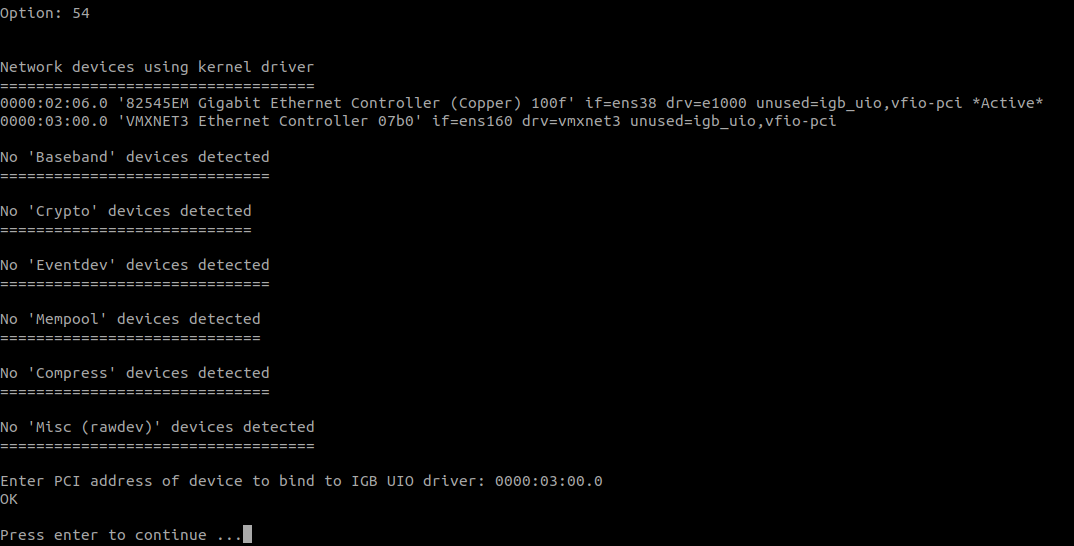 Option: 54
Network devices using kernel driver
===================================
0000:02:06.0 '82545EM Gigabit Ethernet Controller (Copper) 100f' if=ens38 drv=e1000 unused=igb_uio,vfio-pci *Active*
0000:03:00.0 'VMXNET3 Ethernet Controller 07b0' if=ens160 drv=vmxnet3 unused=igb_uio,vfio-pci
No 'Baseband' devices detected
==============================
No 'Crypto' devices detected
============================
No 'Eventdev' devices detected
==============================
No 'Mempool' devices detected
=============================
No 'Compress' devices detected
==============================
No 'Misc (rawdev)' devices detected
===================================
Enter PCI address of device to bind to IGB UIO driver: 0000:03:00.0
OK
Press enter to continue ...